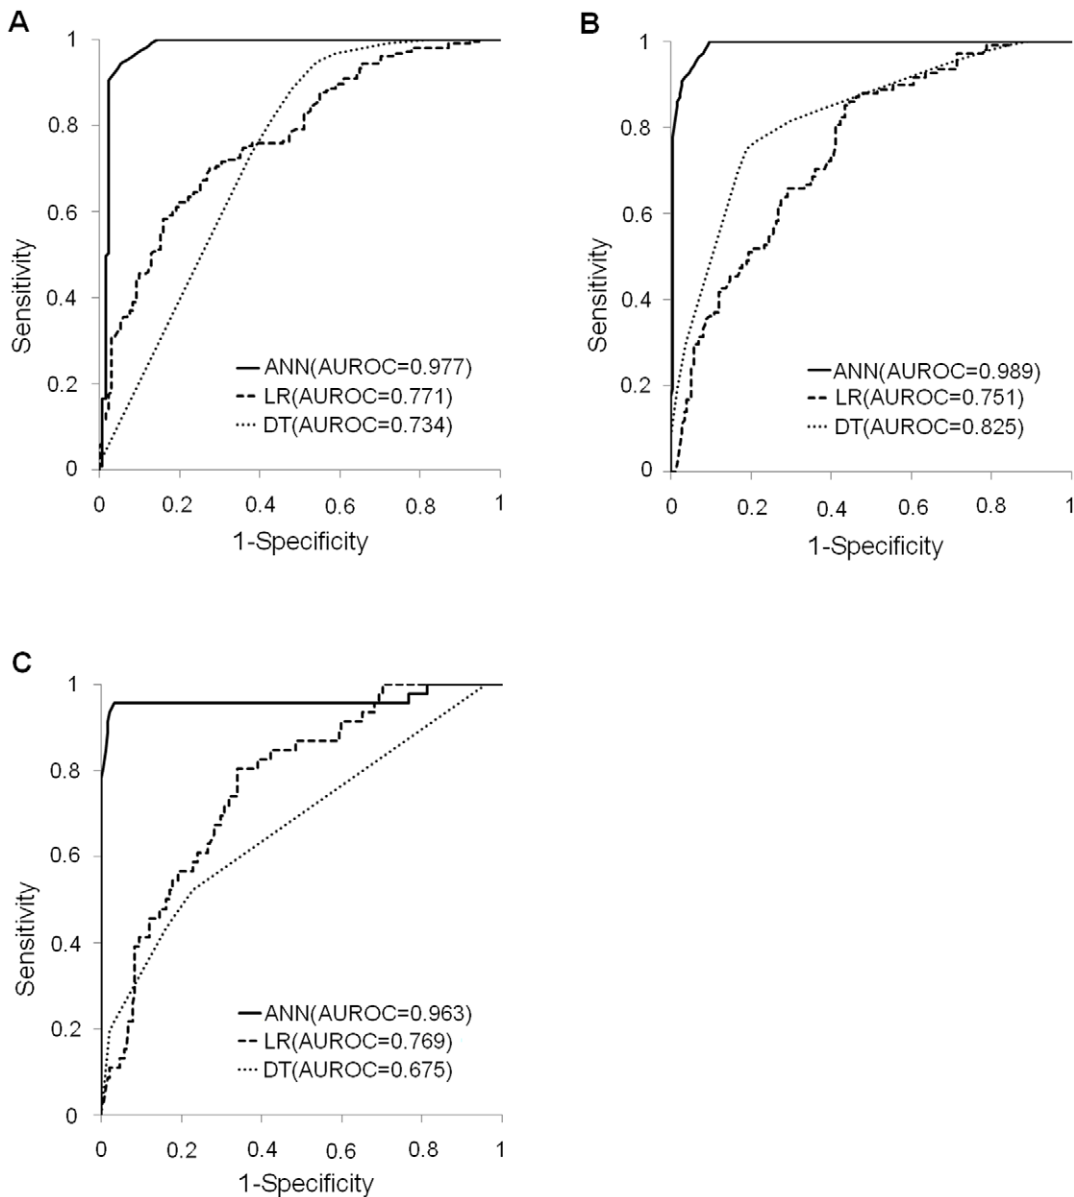 A
1
0.8
0.6
0.4
0.2
0
Sensitivity
ANN(AUROC=0.977)
LR(AUROC=0.771)
DT(AUROC=0.734)
0 0.2 0.4 0.6 0.8 1
1-Specificity
B
1
0.8
0.6
0.4
0.2
0
Sensitivity
ANN(AUROC=0.989)
LR(AUROC=0.751)
DT(AUROC=0.825)
0 0.2 0.4 0.6 0.8 1
1-Specificity
C
1
0.8
0.6
0.4
0.2
0
Sensitivity
ANN(AUROC=0.963)
LR(AUROC=0.769)
DT(AUROC=0.675)
0 0.2 0.4 0.6 0.8 1
1-Specificity